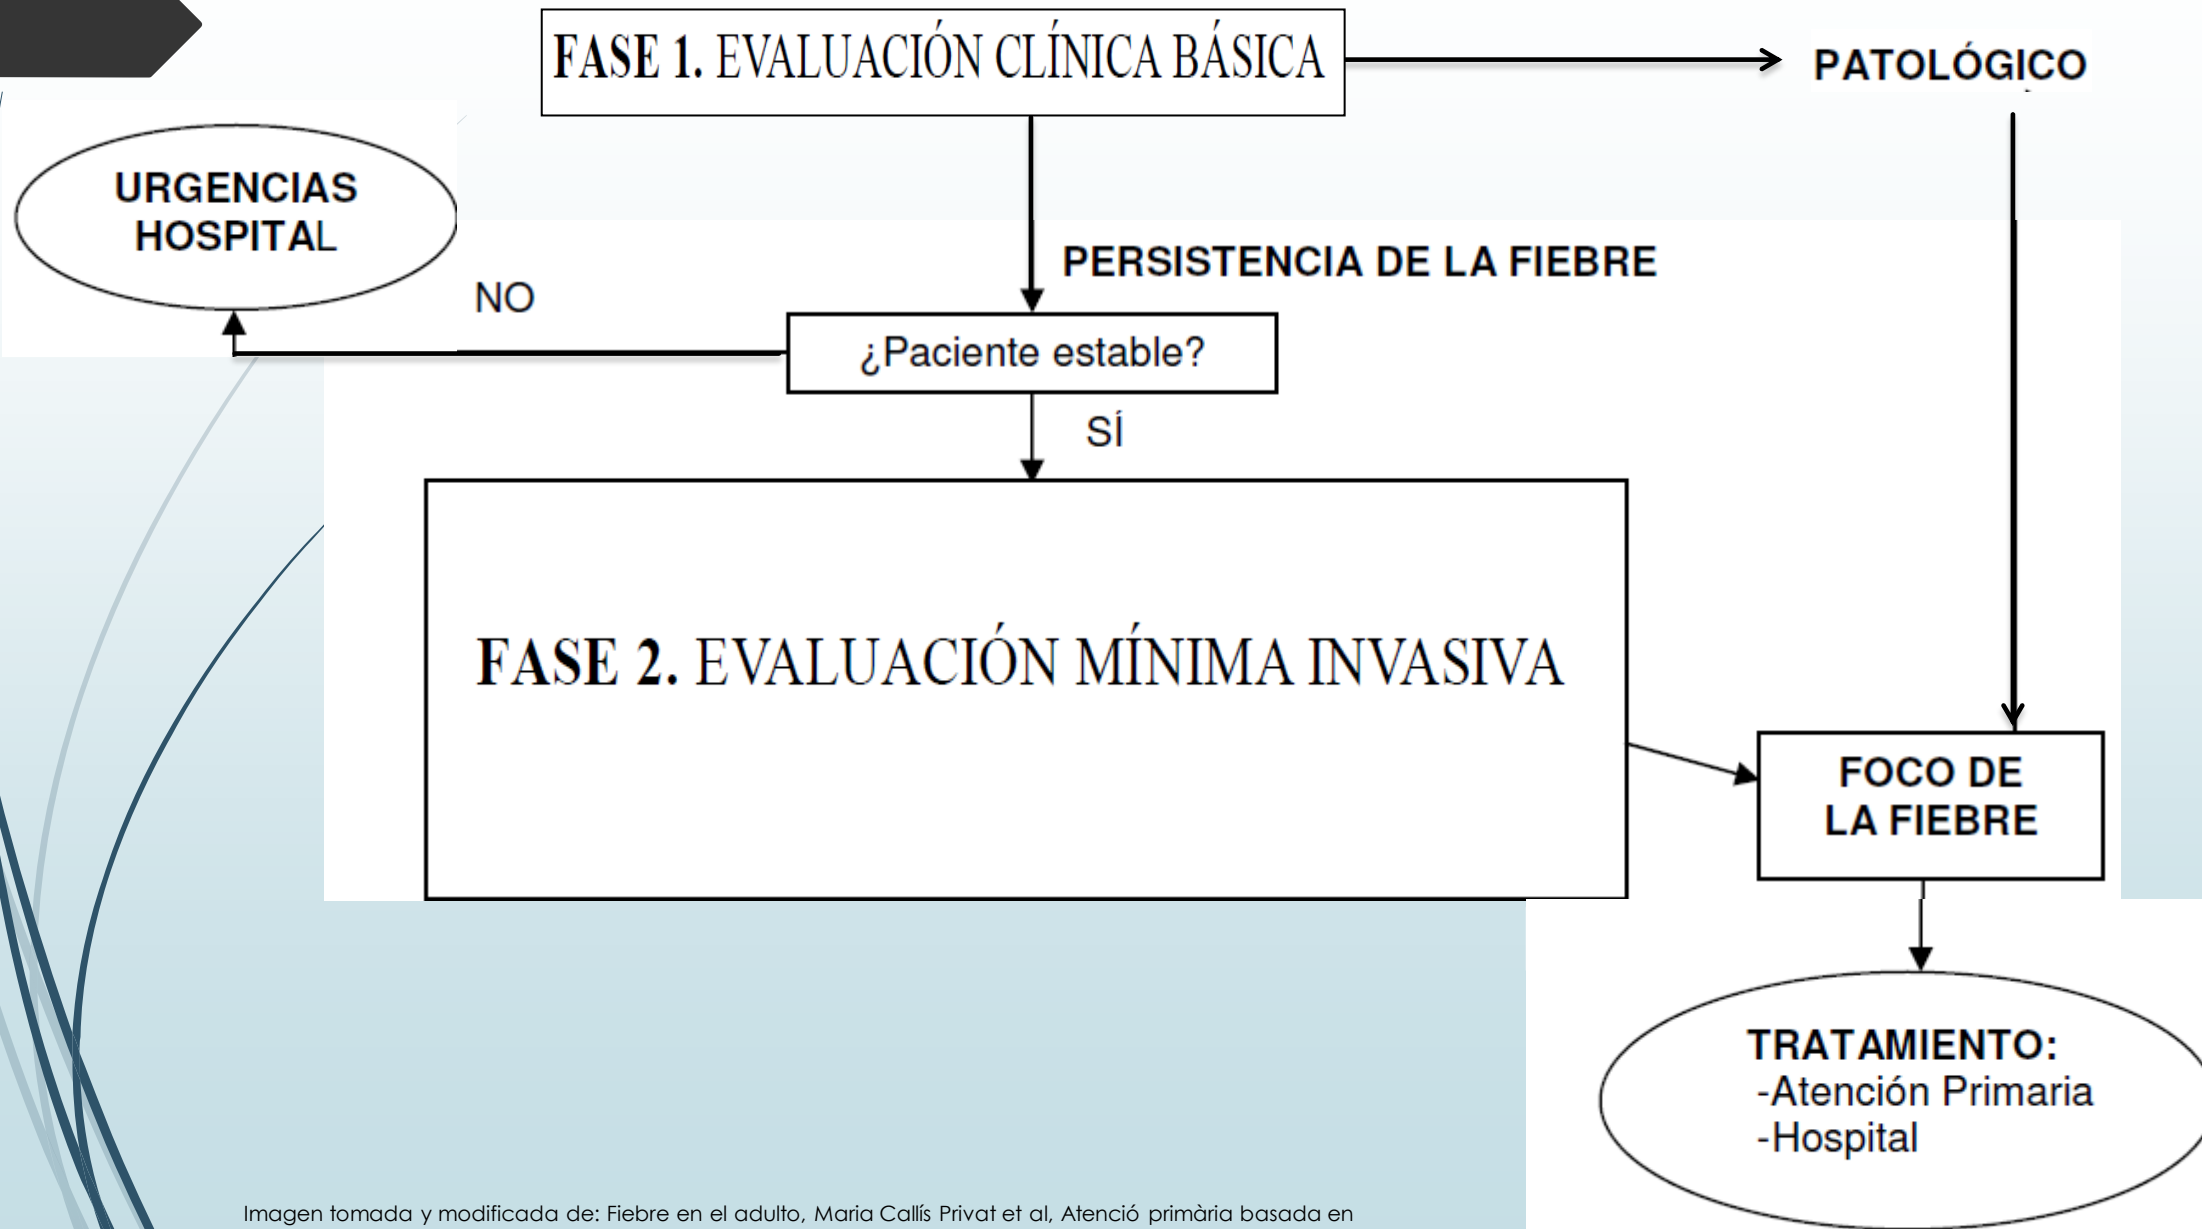 FASE 1. EVALUACIÓN CLÍNICA BÁSICA
PATOLÓGICO
URGENCIAS
HOSPITAL
PERSISTENCIA DE LA FIEBRE
NO
¿Paciente estable?
SÍ
FASE 2. EVALUACIÓN MÍNIMA INVASIVA
FOCO DE
LA FIEBRE
TRATAMIENTO:
-Atención Primaria
-Hospital
Imagen tomada y modificada de: Fiebre en el adulto, Maria Callís Privat et al, Atenció primària basada en